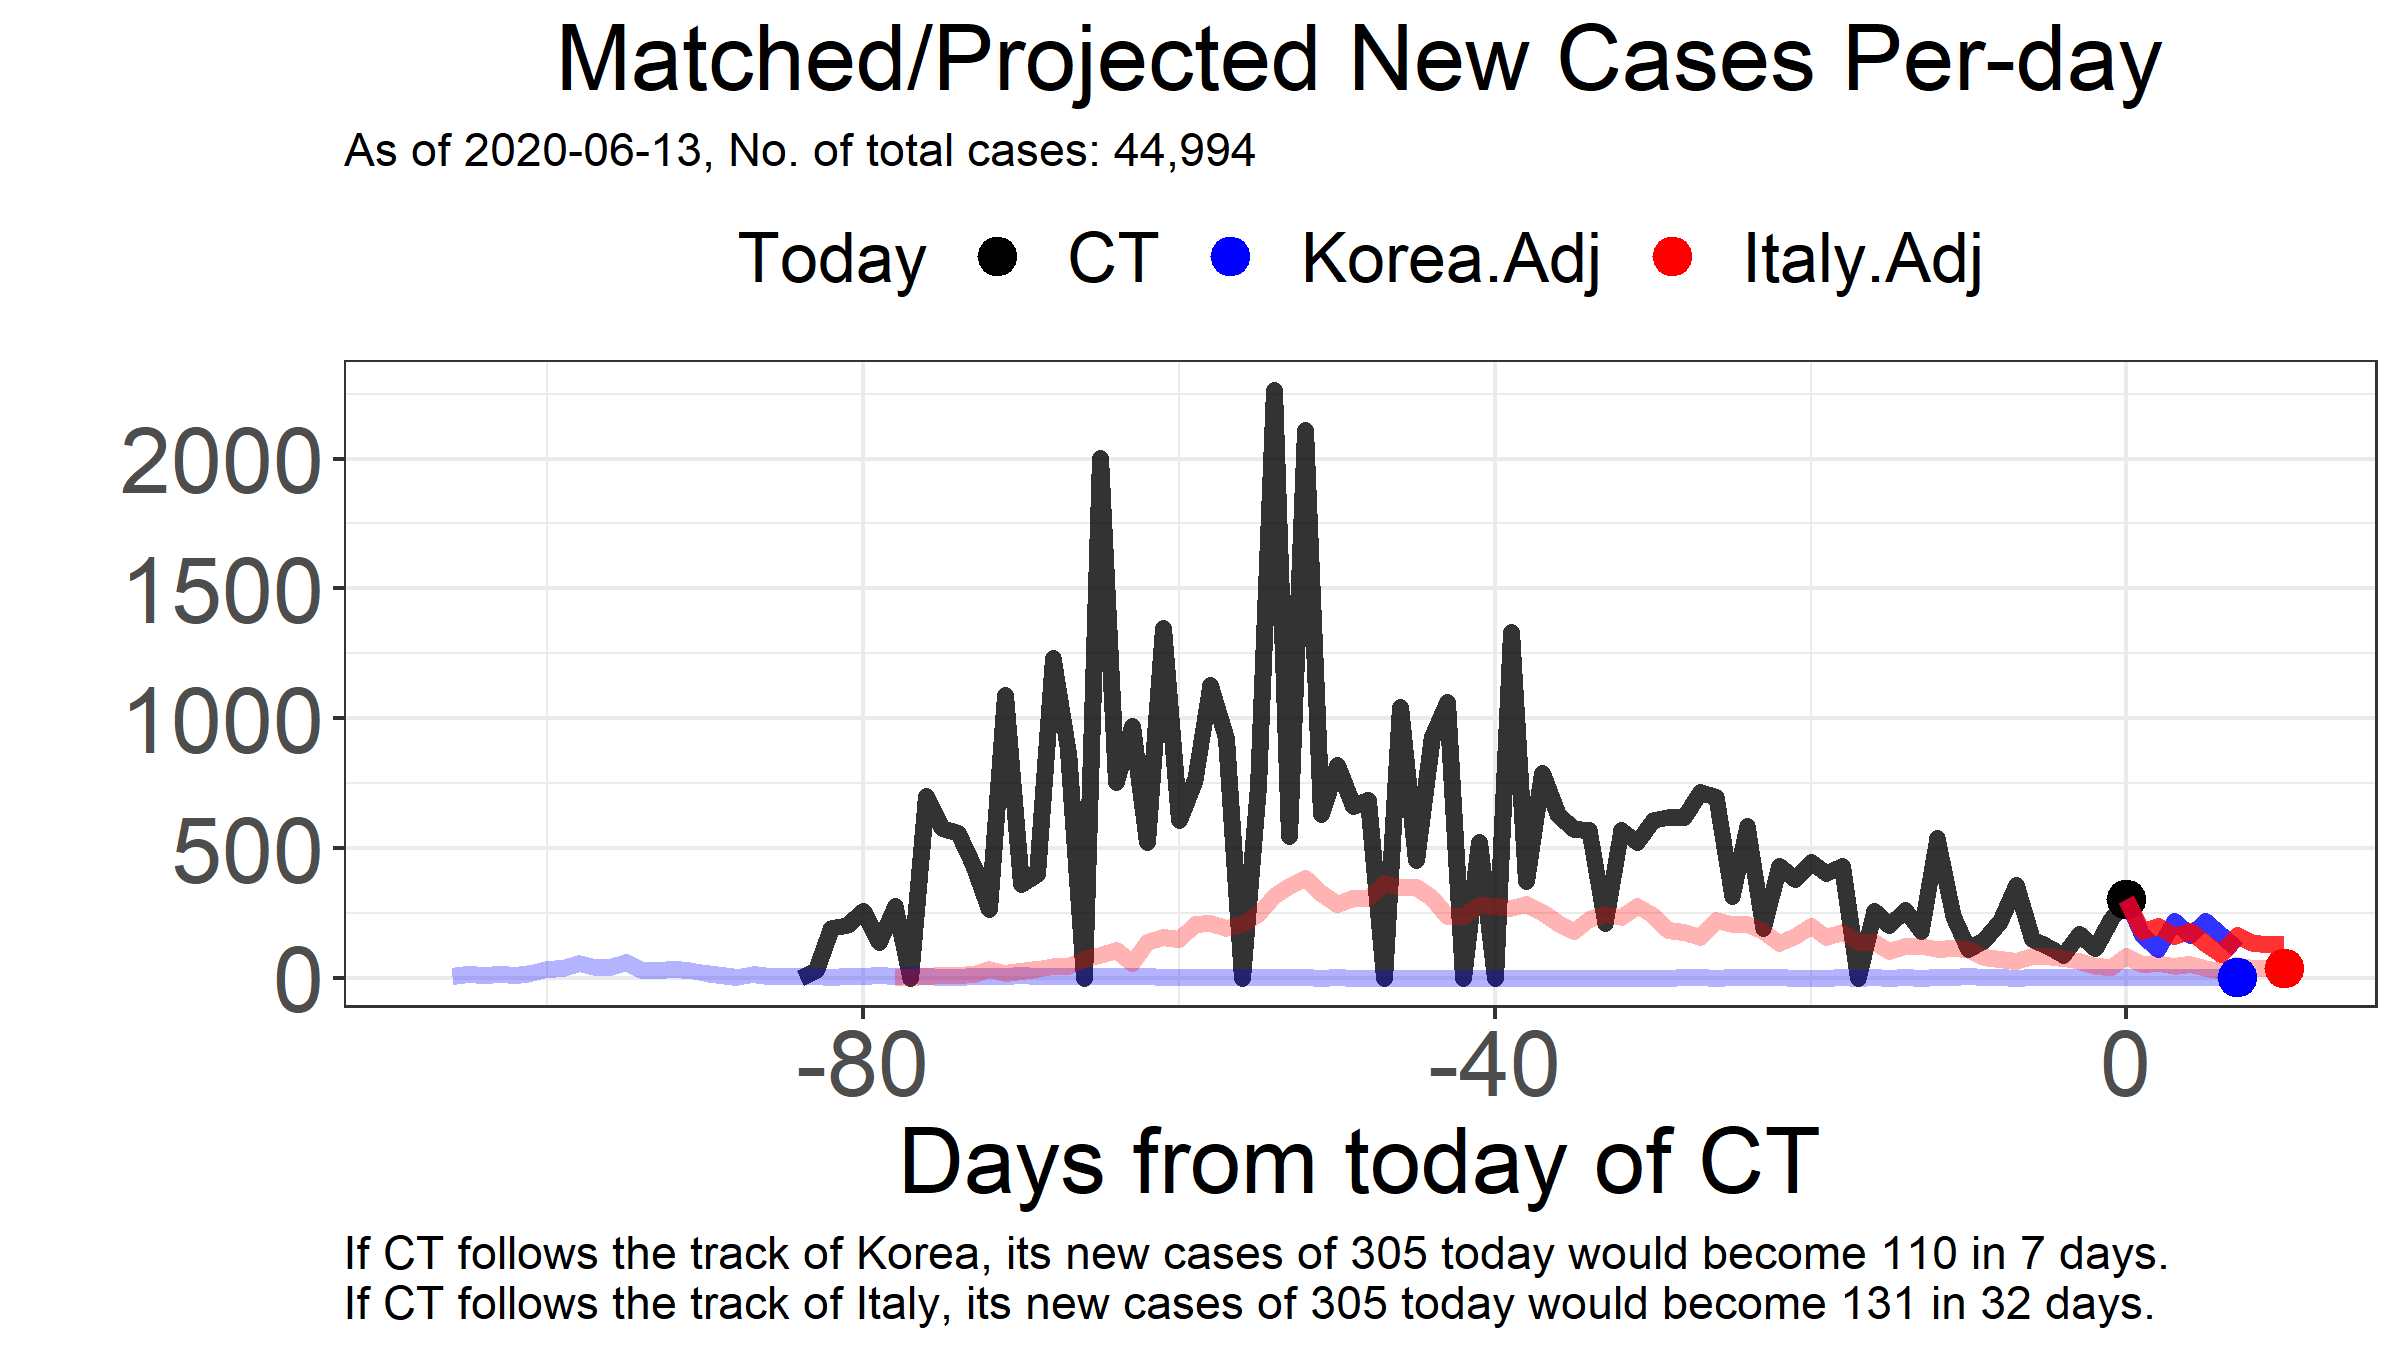 Matched/Projected New Cases Per-day
As of 2020-06-13, No. of total cases: 44,994
Today CT Korea.Adj Italy.Adj
2000
1500
1000
500
0
-80 -40 0
Days from today of CT
If CT follows the track of Korea, its new cases of 305 today would become 110 in 7 days.
If CT follows the track of Italy, its new cases of 305 today would become 131 in 32 days.